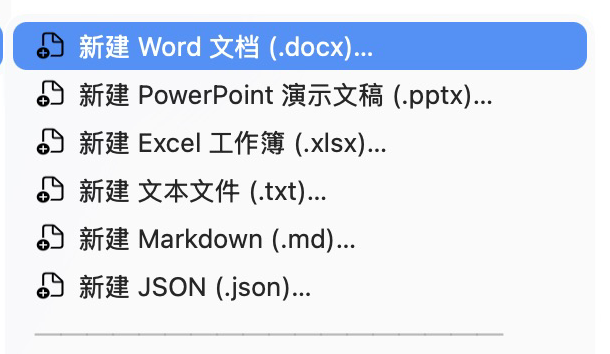 新建 Word 文档 (.docx)...
新建 PowerPoint 演示文稿 (.pptx)...
新建 Excel 工作簿 (.xlsx)...
新建 文本文件 (.txt)...
新建 Markdown (.md)...
新建 JSON (.json)...